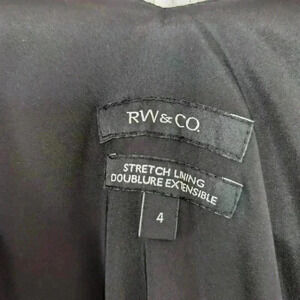 RW&CO.
STRETCH LINING
DOUBLURE EXTENSIBLE
4